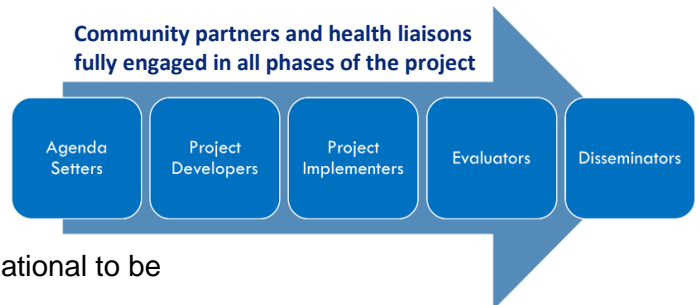 Community partners and health liaisons
fully engaged in all phases of the project
Agenda
Setters
Project
Developers
Project
Implementers
Evaluators
Disseminators
ational to be